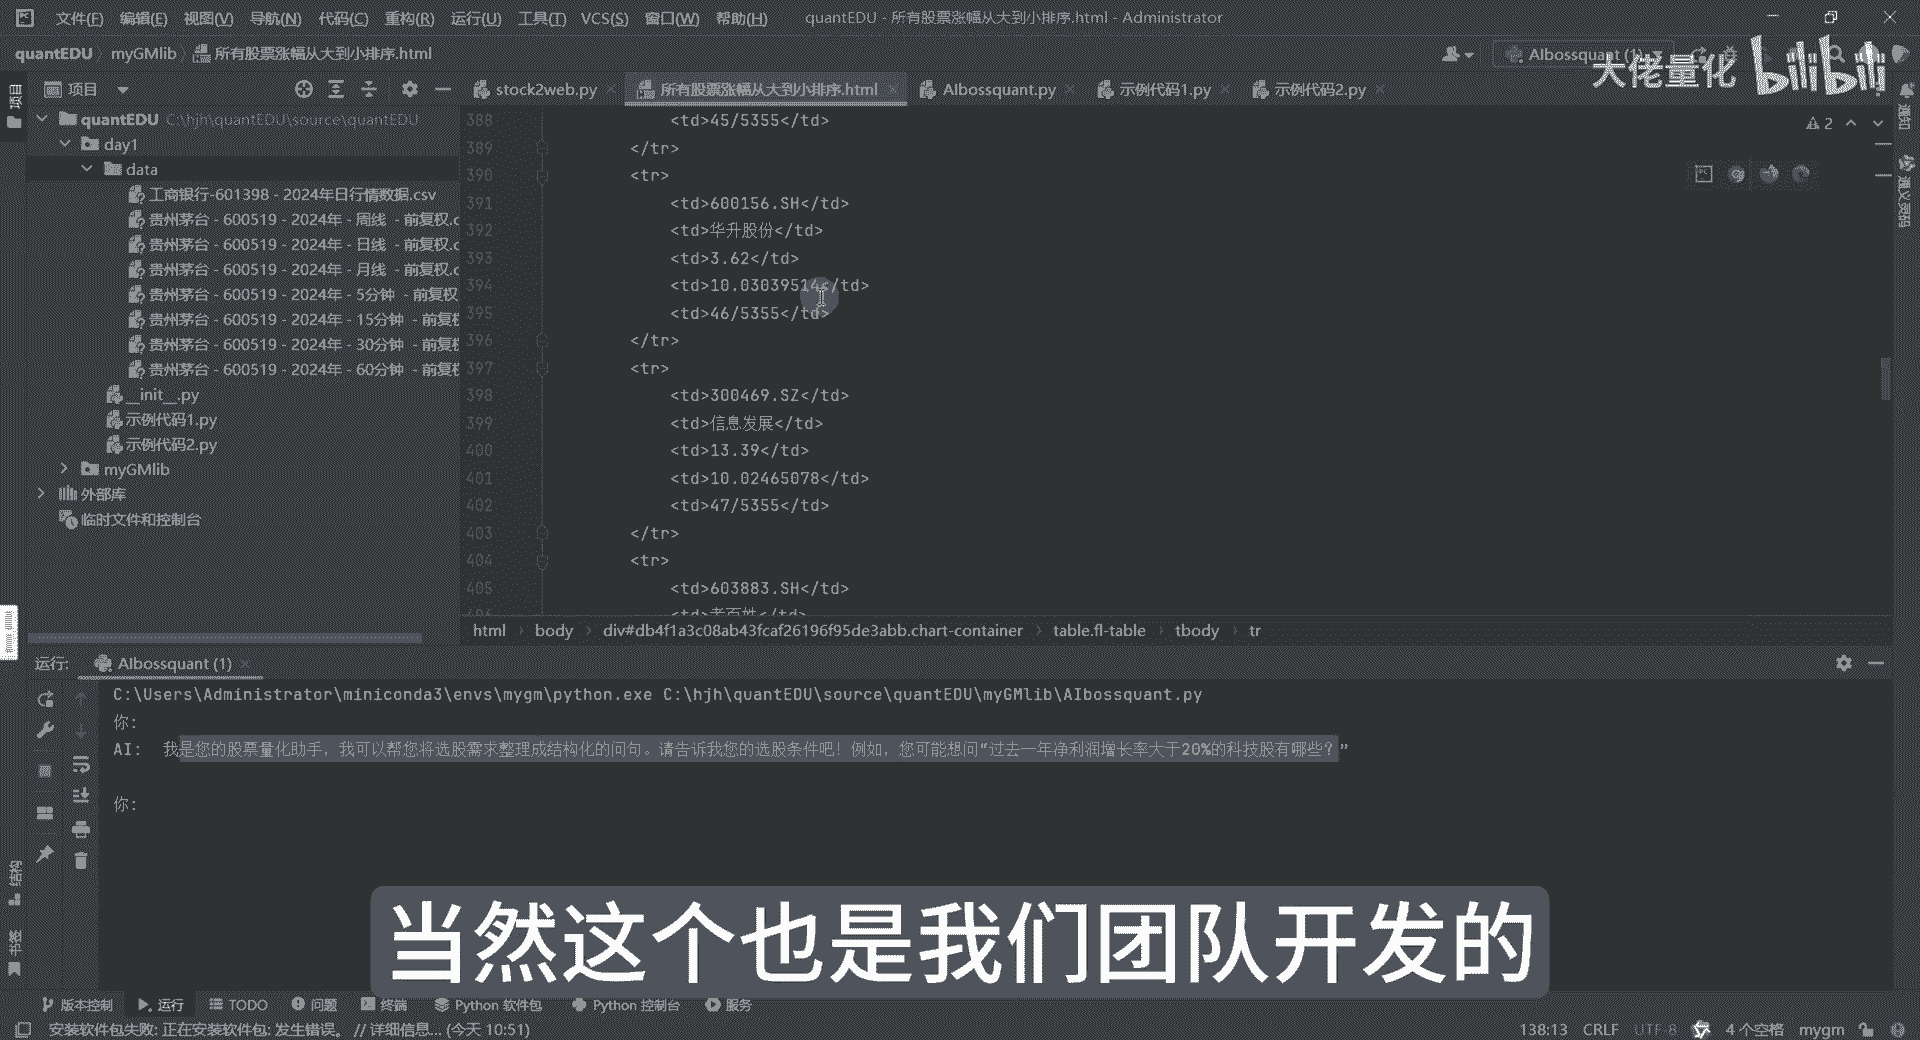 文件(F) 编辑(E) 视图(V) 导航(N) 代码(C) 重构(R) 运行(U) 工具(T) VCS(S) 窗口(W) 帮助(H) quantEDU - 所有股票涨幅从大到小排序.html - Administrator
quantEDU myGMlib 所有股票涨幅从大到小排序.html
AIbossquant (1)
大佬量化 bilibili
项目
项目
stock2web.py
所有股票涨幅从大到小排序.html
AIbossquant.py
示例代码1.py
示例代码2.py
通知
通义灵码
quantEDU C:\hjh\quantEDU\source\quantEDU
day1
data
工商银行-601398 - 2024年日行情数据.csv
贵州茅台 - 600519 - 2024年 - 周线 - 前复权.c
贵州茅台 - 600519 - 2024年 - 日线 - 前复权.c
贵州茅台 - 600519 - 2024年 - 月线 - 前复权.c
贵州茅台 - 600519 - 2024年 - 5分钟 - 前复权
贵州茅台 - 600519 - 2024年 - 15分钟 - 前复权
贵州茅台 - 600519 - 2024年 - 30分钟 - 前复权
贵州茅台 - 600519 - 2024年 - 60分钟 - 前复权
__init__.py
示例代码1.py
示例代码2.py
myGMlib
外部库
临时文件和控制台
2
388 <td>45/5355</td>
389 </tr>
390 <tr>
391 <td>600156.SH</td>
392 <td>华升股份</td>
393 <td>3.62</td>
394 <td>10.03039514</td>
395 <td>46/5355</td>
396 </tr>
397 <tr>
398 <td>300469.SZ</td>
399 <td>信息发展</td>
400 <td>13.39</td>
401 <td>10.02465078</td>
402 <td>47/5355</td>
403 </tr>
404 <tr>
405 <td>603883.SH</td>
406 <td>老百姓</td>
html body div#db4f1a3c08ab43fcaf26196f95de3abb.chart-container table.fl-table tbody tr
运行: AIbossquant (1)
C:\Users\Administrator\miniconda3\envs\mygm\python.exe C:\hjh\quantEDU\source\quantEDU\myGMlib\AIbossquant.py
你:
AI: 我是您的股票量化助手，我可以帮您将选股需求整理成结构化的问句。请告诉我您的选股条件吧！例如，您可能想问“过去一年净利润增长率大于20%的科技股有哪些？”
你:
结构
书签
当然这个也是我们团队开发的
版本控制 运行 TODO 问题 终端 Python 软件包 Python 控制台 服务
安装软件包失败: 正在安装软件包: 发生错误。 // 详细信息... (今天 10:51) 138:13 CRLF UTF-8 4 个空格 mygm